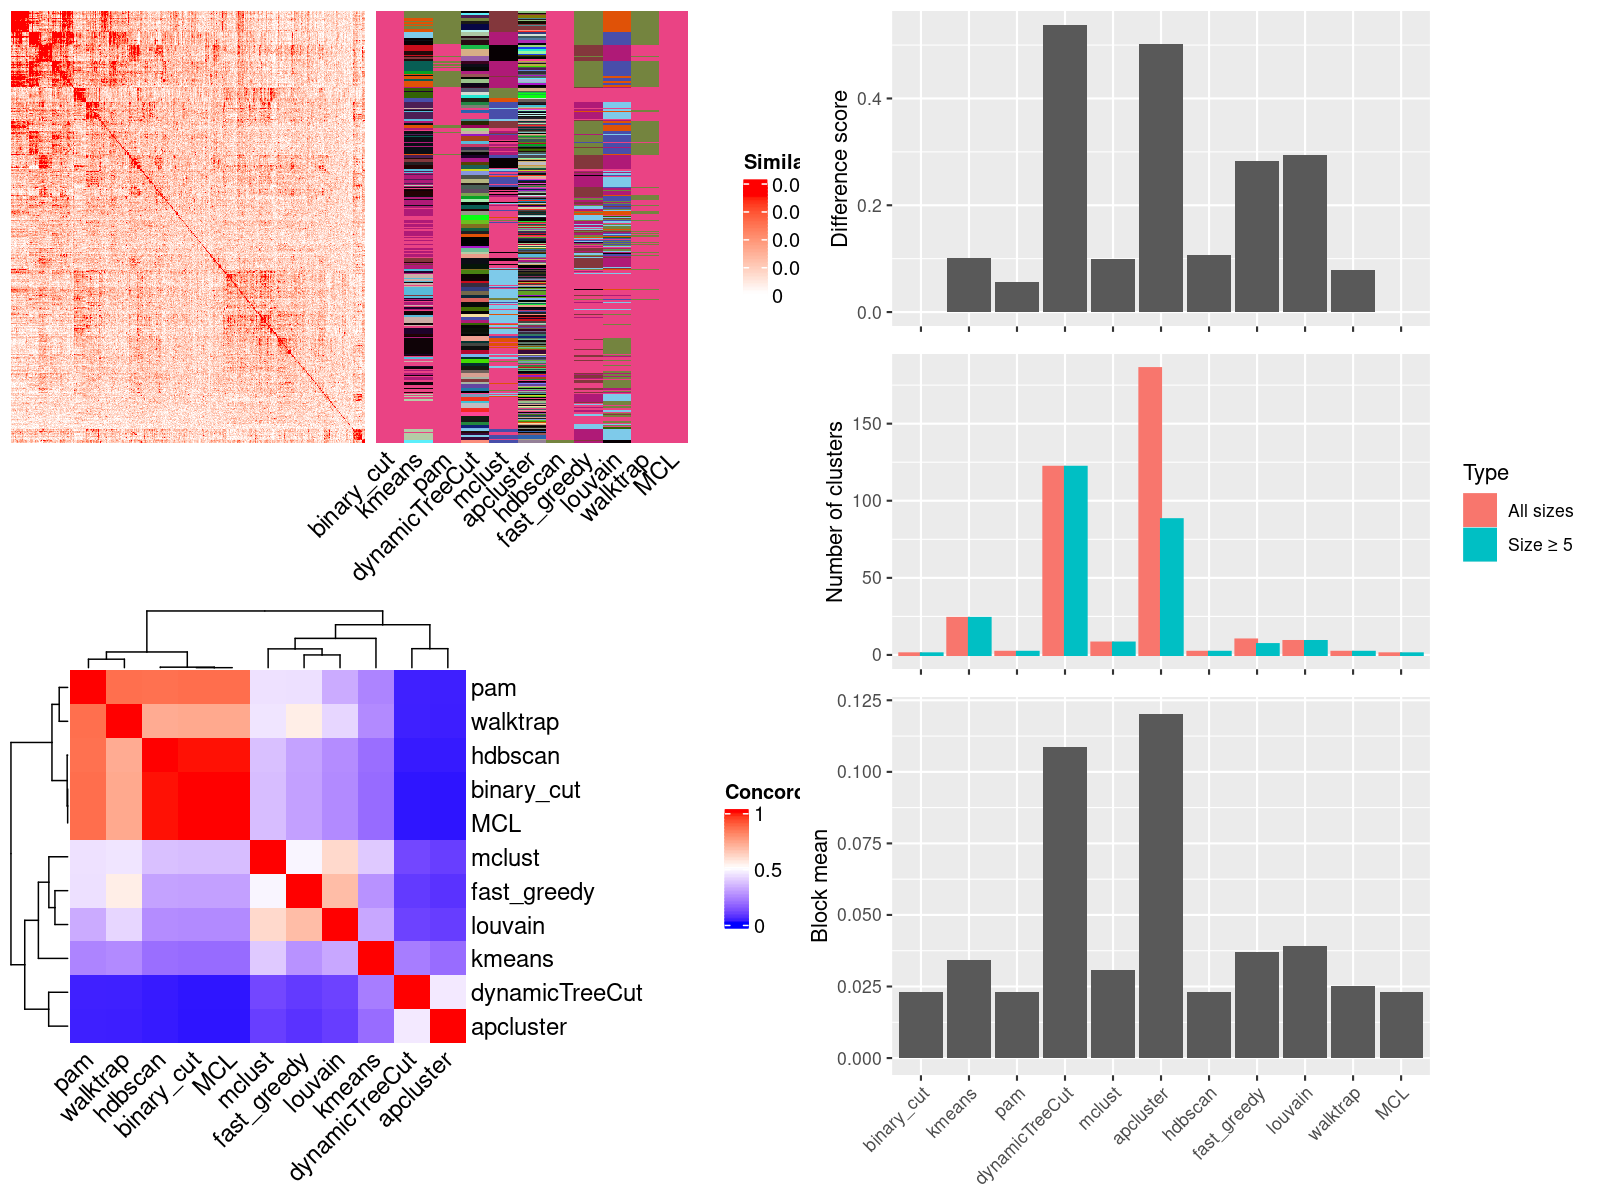 Simila
0.0
0.0
0.0
0.0
0
binary_cut
kmeans
pam
dynamicTreeCut
mclust
apcluster
hdbscan
fast_greedy
louvain
walktrap
MCL
pam
walktrap
hdbscan
binary_cut
MCL
mclust
fast_greedy
louvain
kmeans
dynamicTreeCut
apcluster
pam
walktrap
hdbscan
binary_cut
MCL
mclust
fast_greedy
louvain
kmeans
dynamicTreeCut
apcluster
Concord
1
0.5
0
Difference score
0.4
0.2
0.0
Number of clusters
150
100
50
0
Type
All sizes
Size ≥ 5
Block mean
0.125
0.100
0.075
0.050
0.025
0.000
binary_cut
kmeans
pam
dynamicTreeCut
mclust
apcluster
hdbscan
fast_greedy
louvain
walktrap
MCL